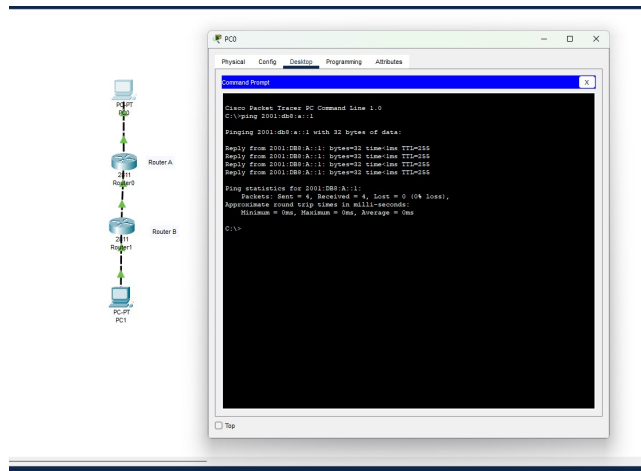 PC0
Physical Config Desktop Programming Attributes
Command Prompt
X
Cisco Packet Tracer PC Command Line 1.0
C:\>ping 2001:db8:a::1
Pinging 2001:db8:a::1 with 32 bytes of data:
Reply from 2001:DB8:A::1: bytes=32 time<1ms TTL=255
Reply from 2001:DB8:A::1: bytes=32 time<1ms TTL=255
Reply from 2001:DB8:A::1: bytes=32 time<1ms TTL=255
Reply from 2001:DB8:A::1: bytes=32 time<1ms TTL=255
Ping statistics for 2001:DB8:A::1:
Packets: Sent = 4, Received = 4, Lost = 0 (0% loss),
Approximate round trip times in milli-seconds:
Minimum = 0ms, Maximum = 0ms, Average = 0ms
C:\>
Top
PC-PT
PC0
Router A
Router0
Router B
Router1
PC-PT
PC1